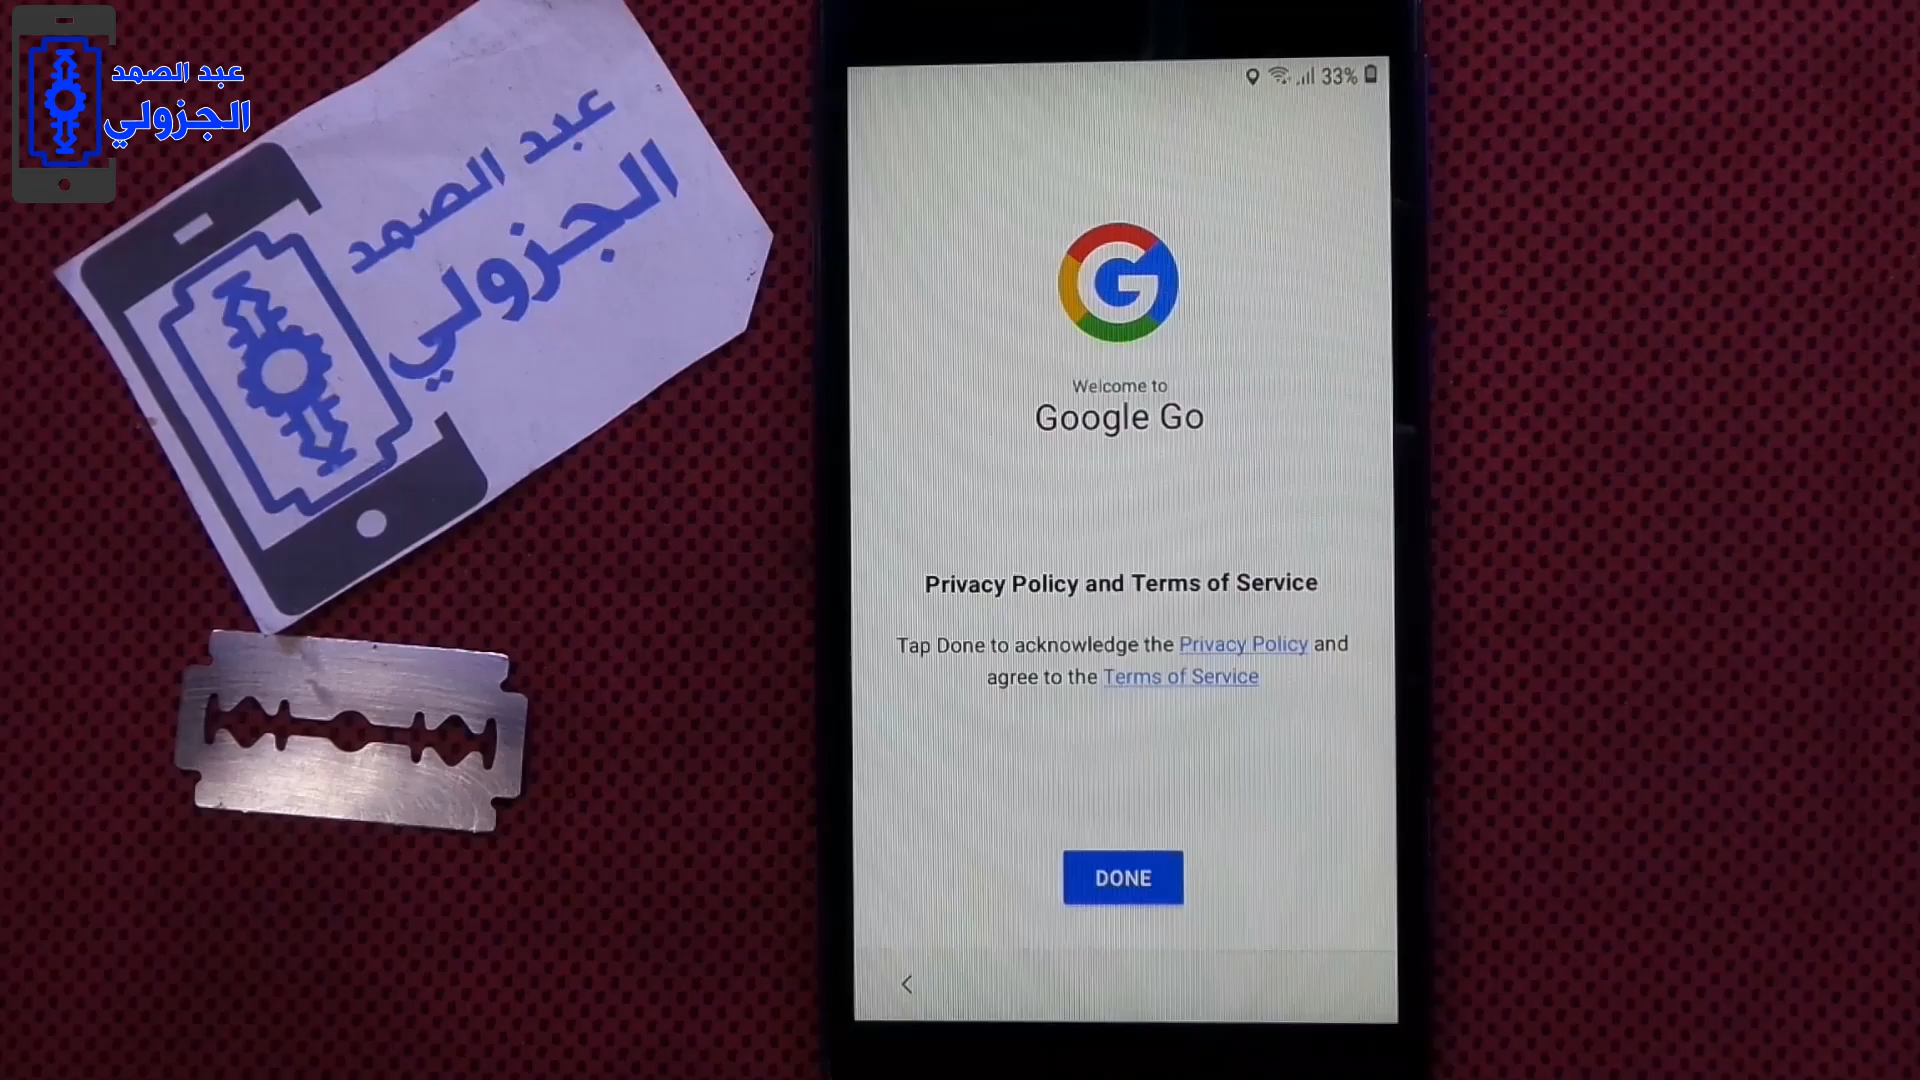 عبد الصمد
الجزولي
عبد الصمد
الجزولي
33%
G
Welcome to
Google Go
Privacy Policy and Terms of Service
Tap Done to acknowledge the Privacy Policy and
agree to the Terms of Service
DONE